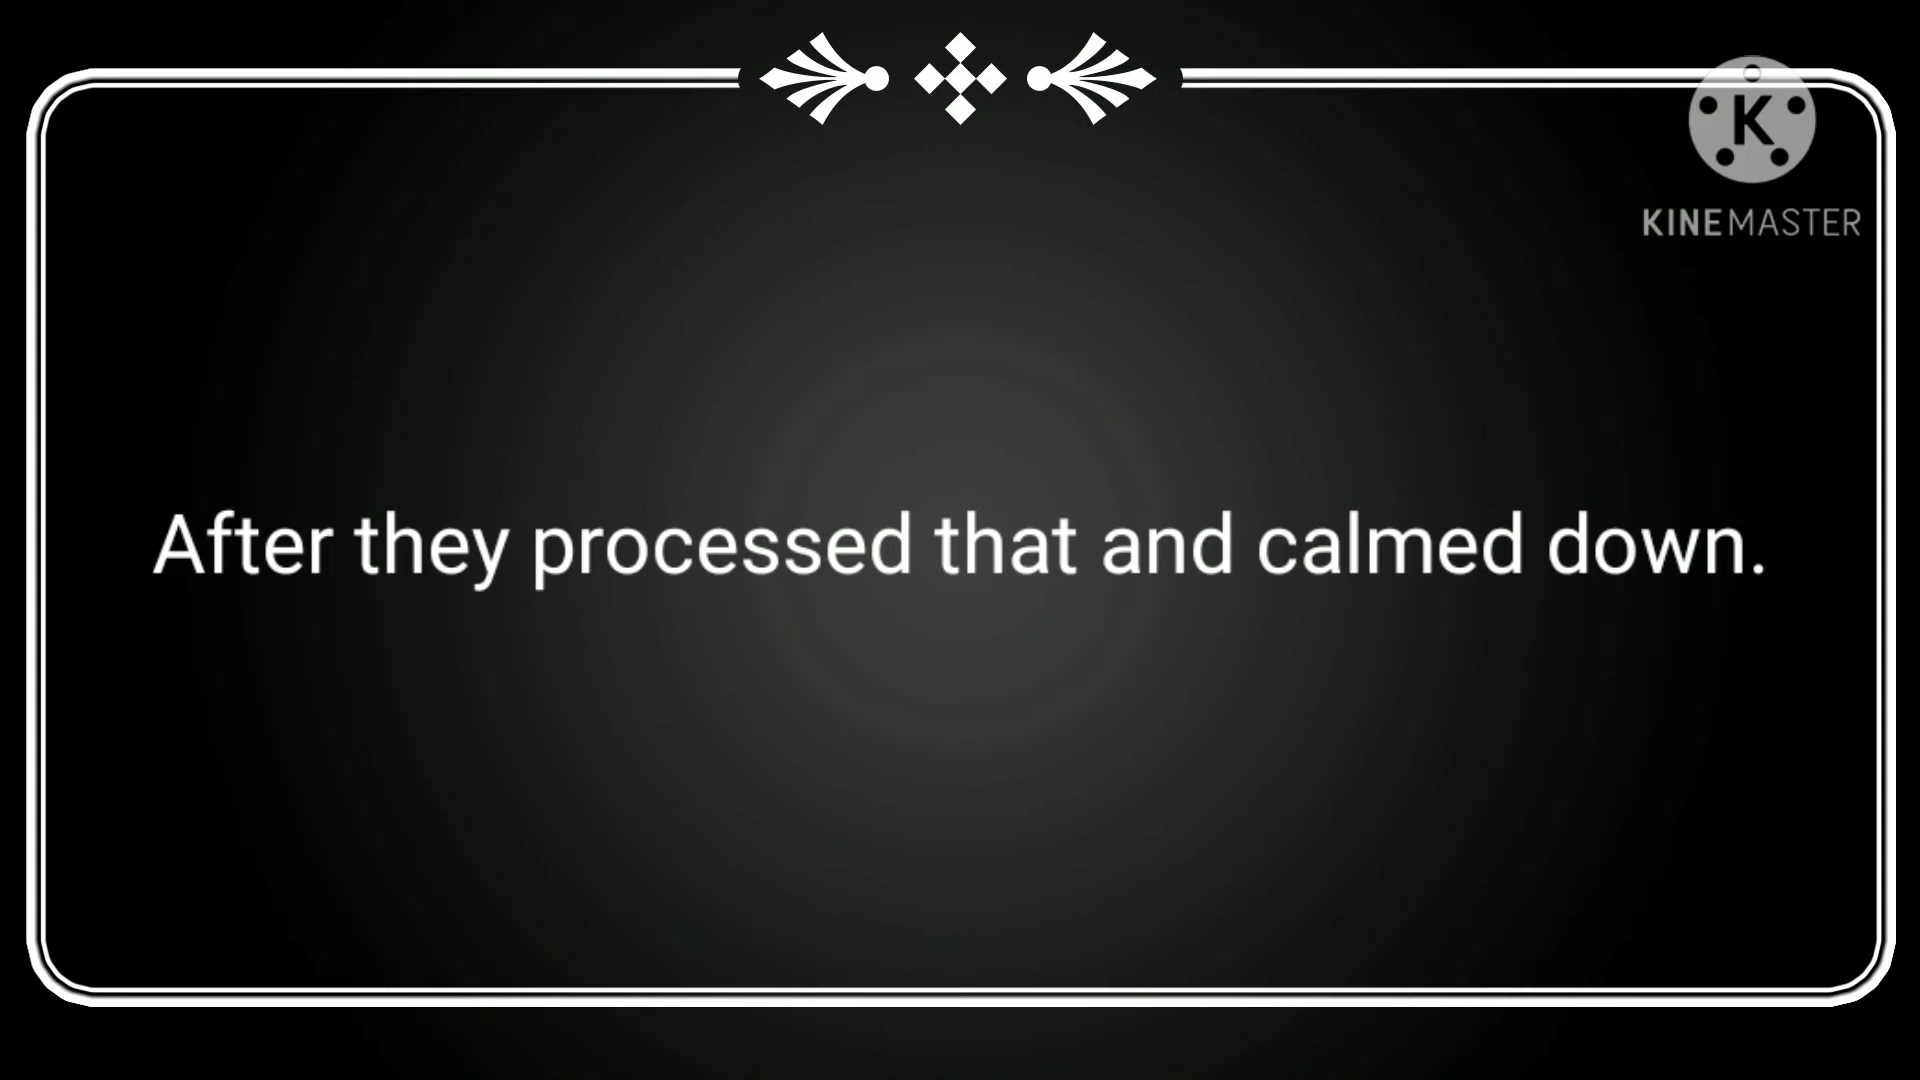 K
KINEMASTER
After they processed that and calmed down.